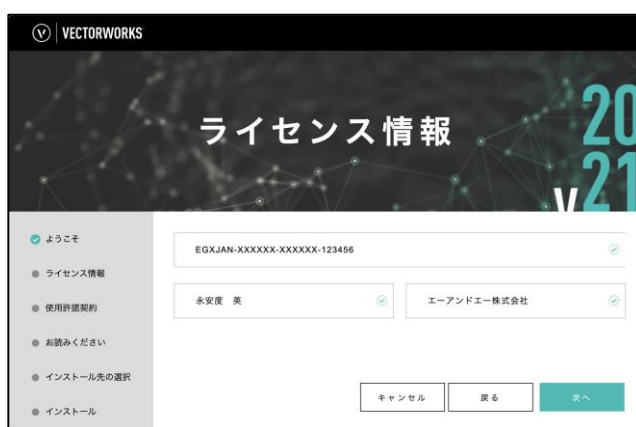 VECTORWORKS
ライセンス情報
20
21
v
ようこそ
ライセンス情報
使用許諾契約
お読みください
インストール先の選択
インストール
EGXJAN-XXXXXX-XXXXXX-123456
永安度 英
エーアンドエー株式会社
キャンセル
戻る
次へ